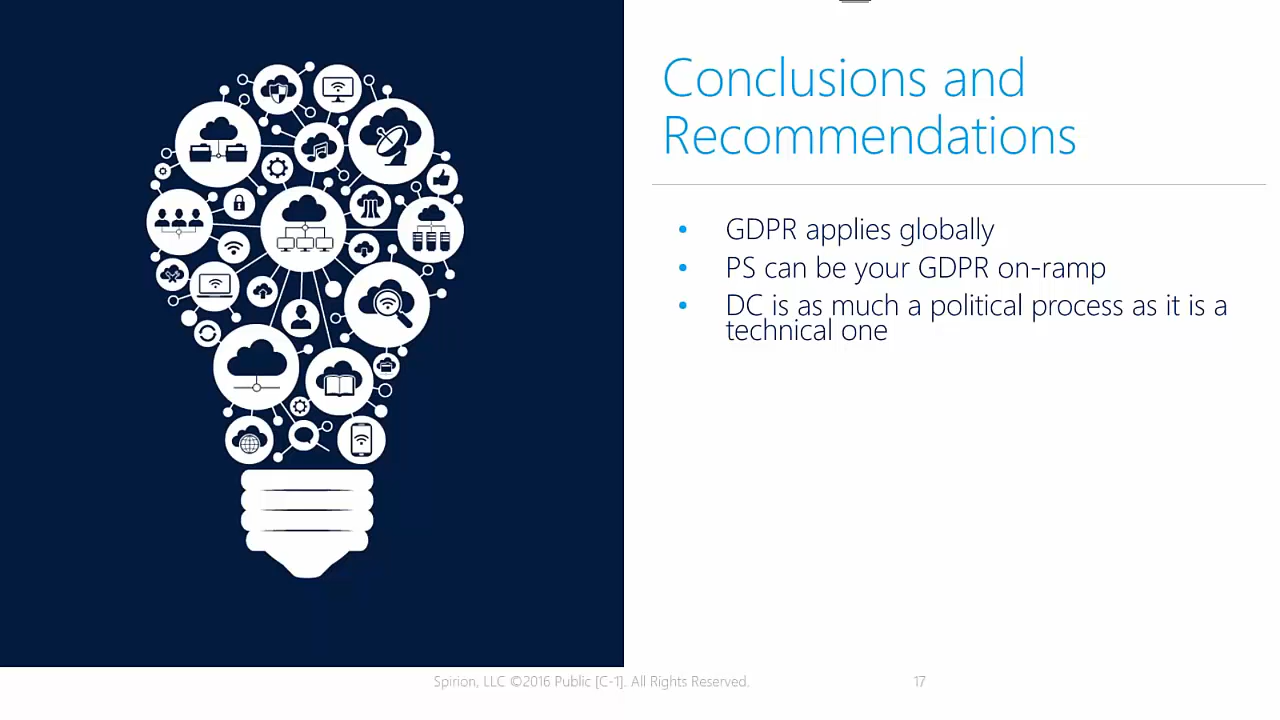 Conclusions and
Recommendations
• GDPR applies globally
• PS can be your GDPR on-ramp
• DC is as much a political process as it is a
technical one
Spirion, LLC ©2016 Public [C-1]. All Rights Reserved.
17